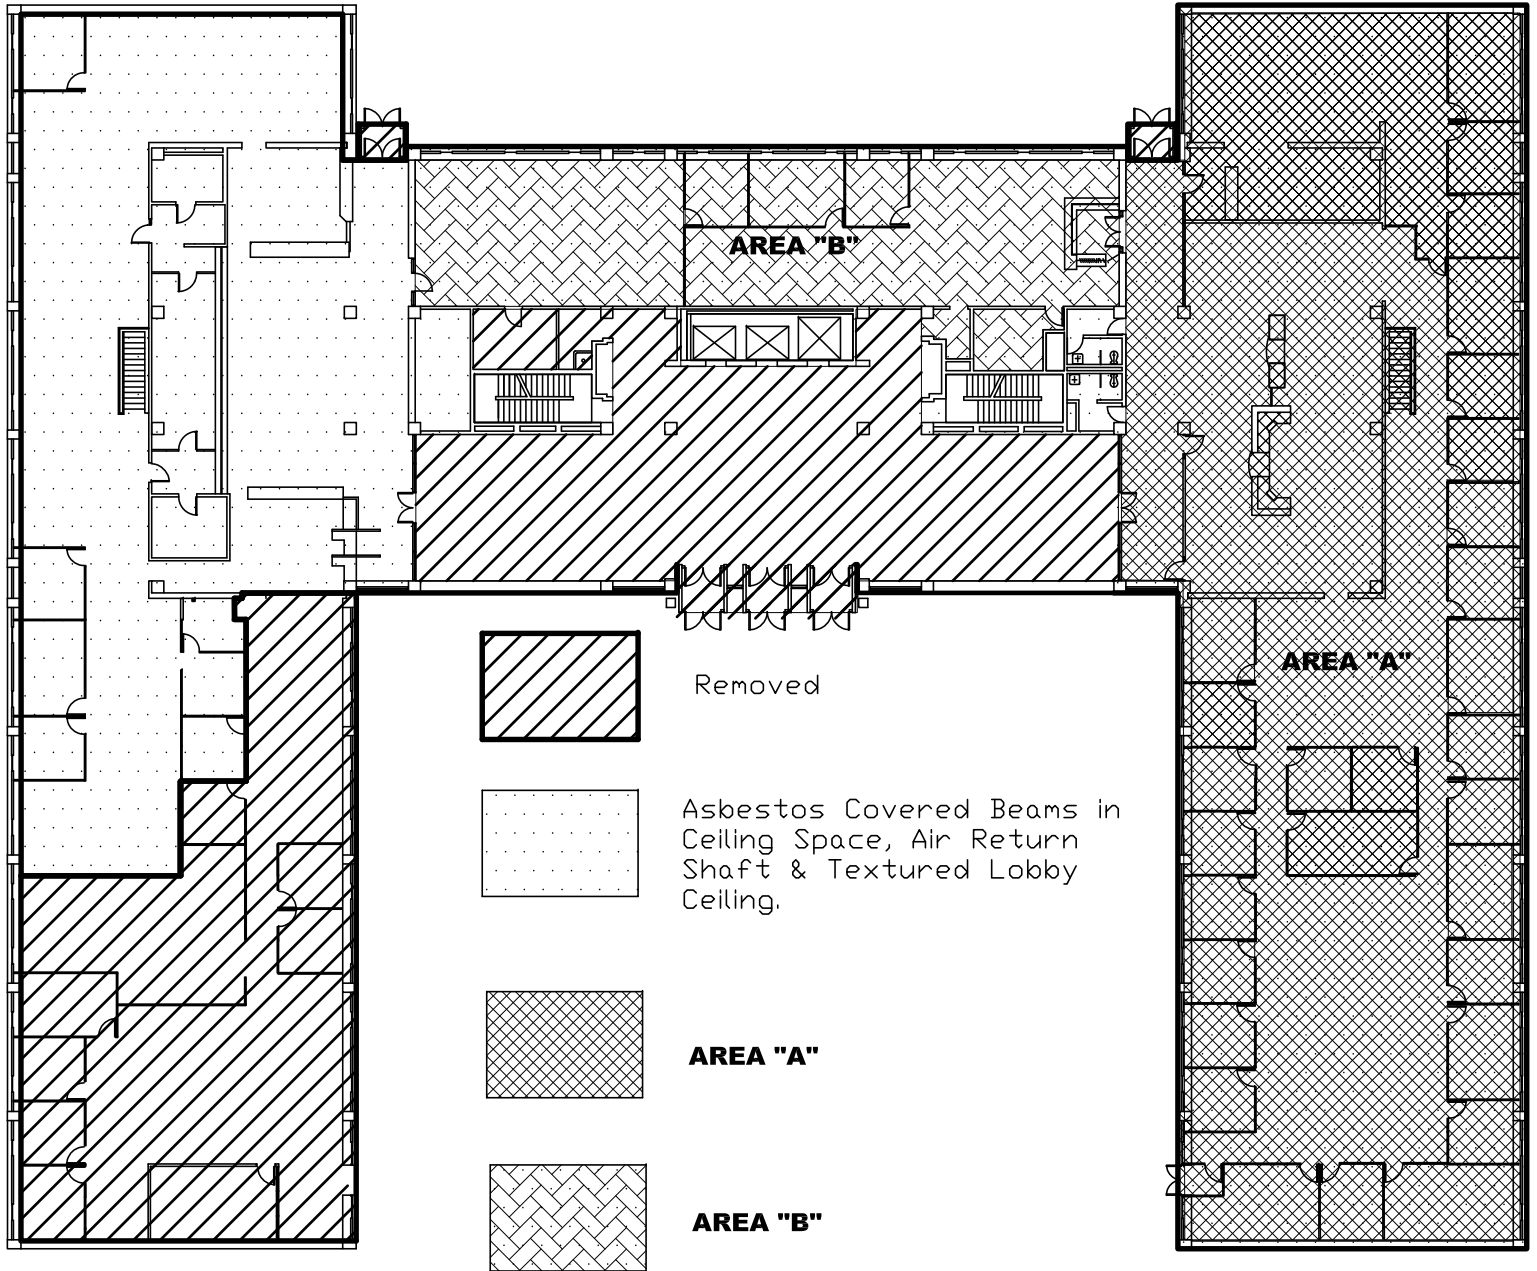 AREA "B"
AREA "A"
Removed
Asbestos Covered Beams in
Ceiling Space, Air Return
Shaft & Textured Lobby
Ceiling.
AREA "A"
AREA "B"